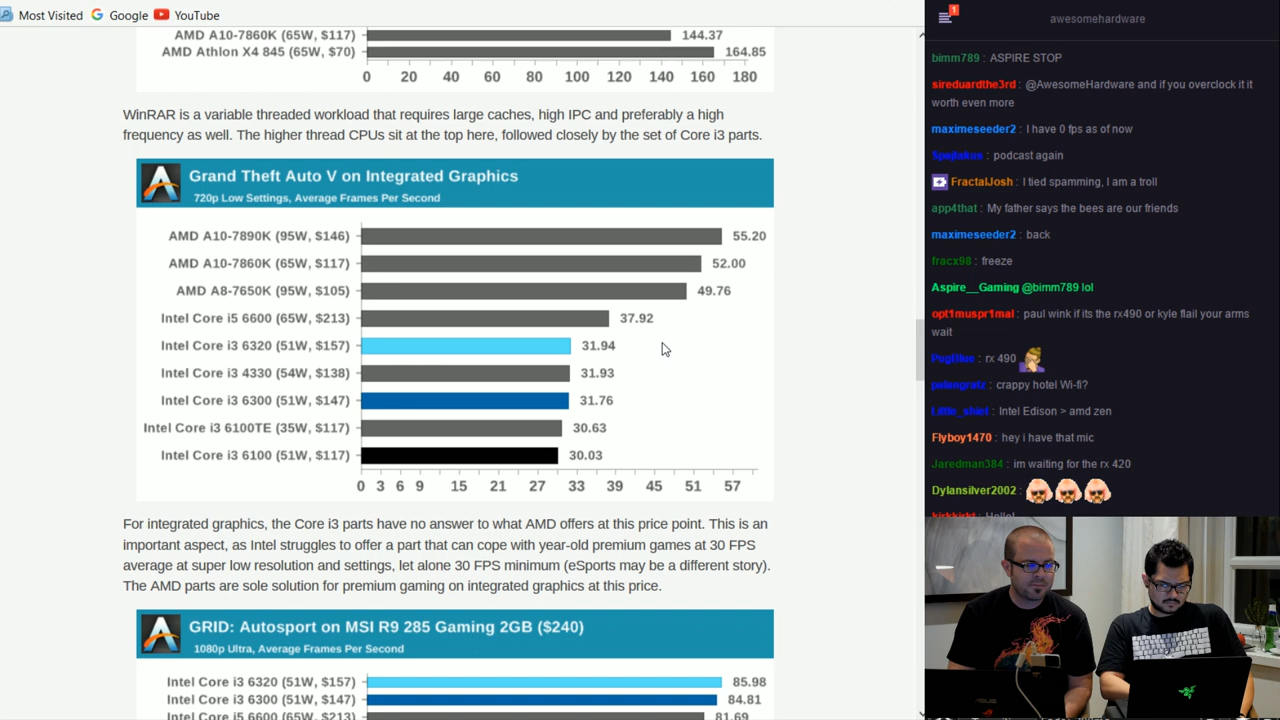 Most Visited Google YouTube
AMD A10-7860K (65W, $117) 144.37
AMD Athlon X4 845 (65W, $70) 164.85
0 20 40 60 80 100 120 140 160 180
WinRAR is a variable threaded workload that requires large caches, high IPC and preferably a high
frequency as well. The higher thread CPUs sit at the top here, followed closely by the set of Core i3 parts.
Grand Theft Auto V on Integrated Graphics
720p Low Settings, Average Frames Per Second
AMD A10-7890K (95W, $146) 55.20
AMD A10-7860K (65W, $117) 52.00
AMD A8-7650K (95W, $105) 49.76
Intel Core i5 6600 (65W, $213) 37.92
Intel Core i3 6320 (51W, $157) 31.94
Intel Core i3 4330 (54W, $138) 31.93
Intel Core i3 6300 (51W, $147) 31.76
Intel Core i3 6100TE (35W, $117) 30.63
Intel Core i3 6100 (51W, $117) 30.03
0 3 6 9 15 21 27 33 39 45 51 57
For integrated graphics, the Core i3 parts have no answer to what AMD offers at this price point. This is an
important aspect, as Intel struggles to offer a part that can cope with year-old premium games at 30 FPS
average at super low resolution and settings, let alone 30 FPS minimum (eSports may be a different story).
The AMD parts are sole solution for premium gaming on integrated graphics at this price.
GRID: Autosport on MSI R9 285 Gaming 2GB ($240)
1080p Ultra, Average Frames Per Second
Intel Core i3 6320 (51W, $157) 85.98
Intel Core i3 6300 (51W, $147) 84.81
Intel Core i5 6600 (65W, $213) 81.69
1
awesomehardware
bimm789 : ASPIRE STOP
sireduardthe3rd : @AwesomeHardware and if you overclock it it
worth even more
maximeseeder2 : I have 0 fps as of now
Spajtakus : podcast again
FractalJosh : I tied spamming, I am a troll
app4that : My father says the bees are our friends
maximeseeder2 : back
fracx98 : freeze
Aspire__Gaming @bimm789 lol
opt1muspr1mal : paul wink if its the rx490 or kyle flail your arms
wait
: rx 490
: crappy hotel Wi-fi?
Little_shiet : Intel Edison > amd zen
Flyboy1470 : hey i have that mic
Jaredman384 : im waiting for the rx 420
Dylansilver2002 :